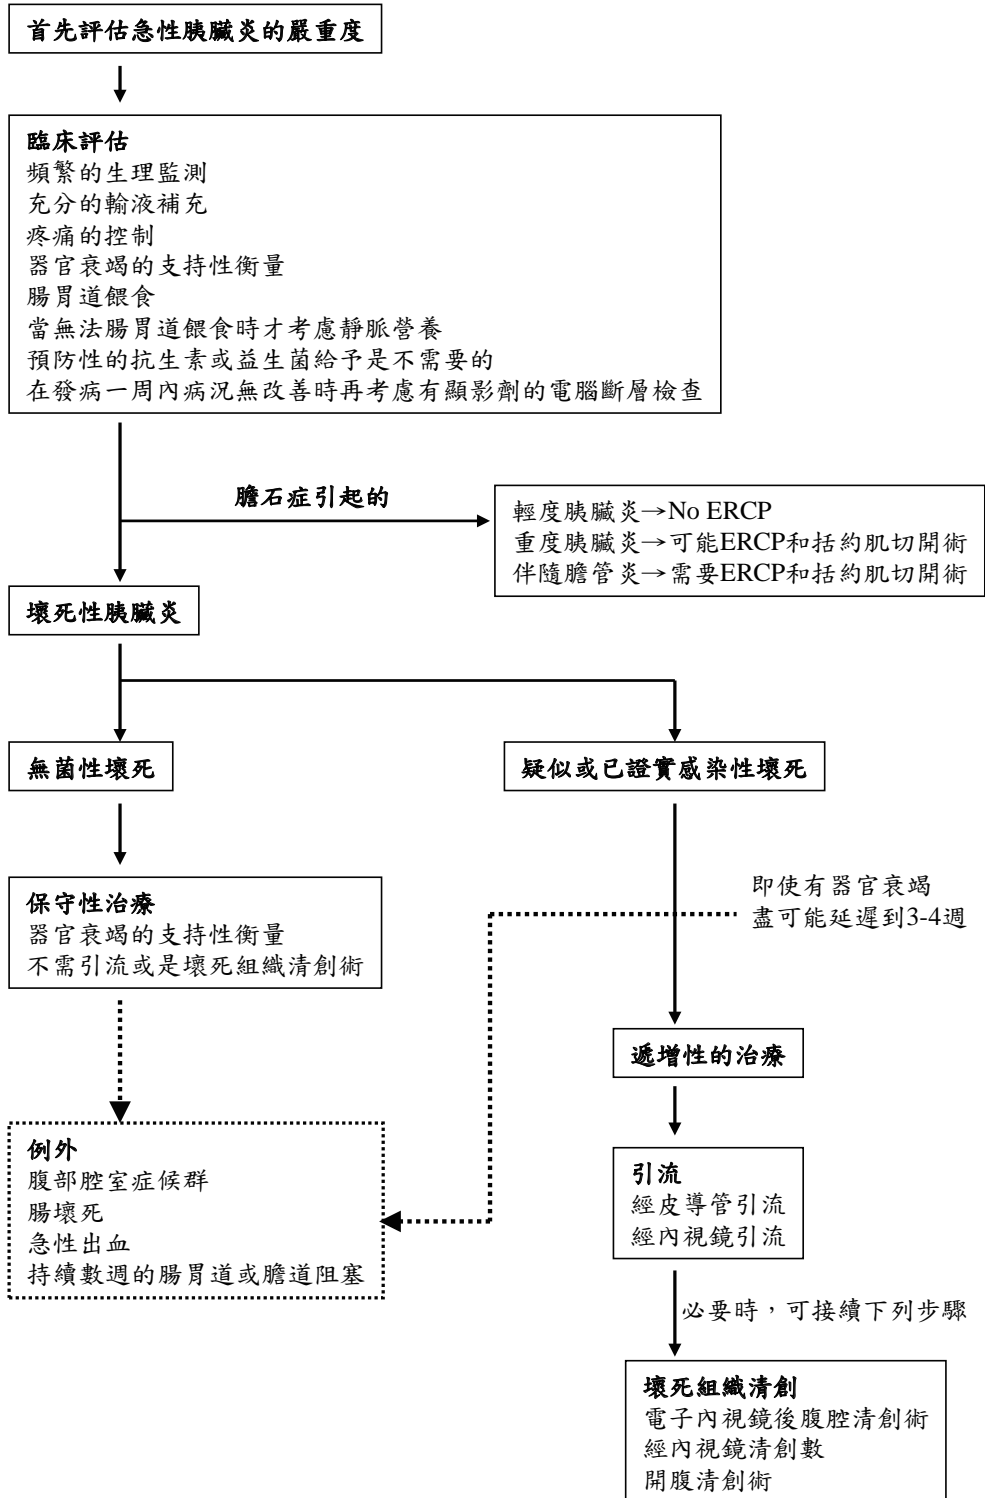 首先評估急性胰臟炎的嚴重度
臨床評估
頻繁的生理監測
充分的輸液補充
疼痛的控制
器官衰竭的支持性衡量
腸胃道餵食
當無法腸胃道餵食時才考慮靜脈營養
預防性的抗生素或益生菌給予是不需要的
在發病一周內病況無改善時再考慮有顯影劑的電腦斷層檢查
膽石症引起的
輕度胰臟炎→No ERCP
重度胰臟炎→可能ERCP和括約肌切開術
伴隨膽管炎→需要ERCP和括約肌切開術
壞死性胰臟炎
無菌性壞死
疑似或已證實感染性壞死
保守性治療
器官衰竭的支持性衡量
不需引流或是壞死組織清創術
即使有器官衰竭
盡可能延遲到3-4週
遞增性的治療
例外
腹部腔室症候群
腸壞死
急性出血
持續數週的腸胃道或膽道阻塞
引流
經皮導管引流
經內視鏡引流
必要時，可接續下列步驟
壞死組織清創
電子內視鏡後腹腔清創術
經內視鏡清創數
開腹清創術